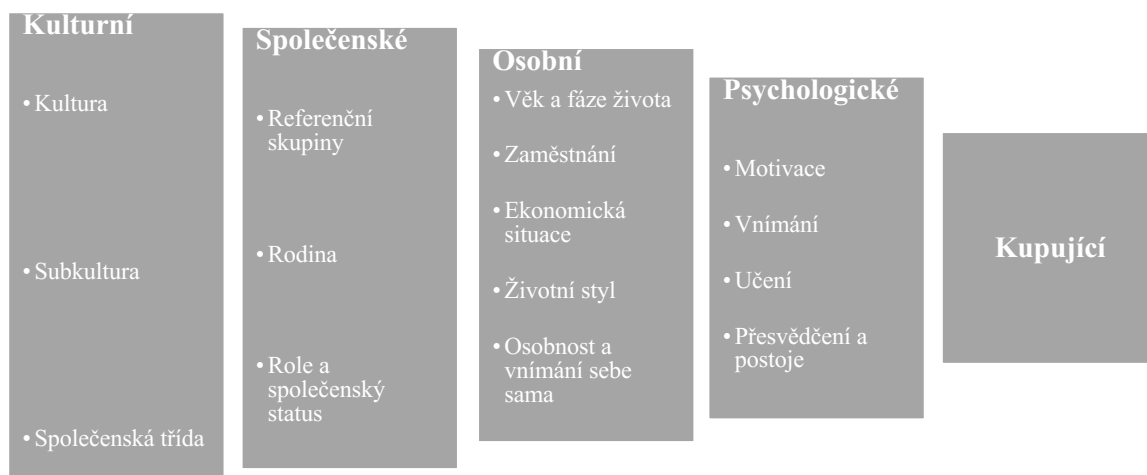 Kulturní
• Kultura
• Subkultura
• Společenská třída
Společenské
• Referenční
skupiny
• Rodina
• Role a
společenský
status
Osobní
• Věk a fáze života
• Zaměstnání
• Ekonomická
situace
• Životní styl
• Osobnost a
vnímání sebe
sama
Psychologické
• Motivace
• Vnímání
• Učení
• Přesvědčení a
postoje
Kupující